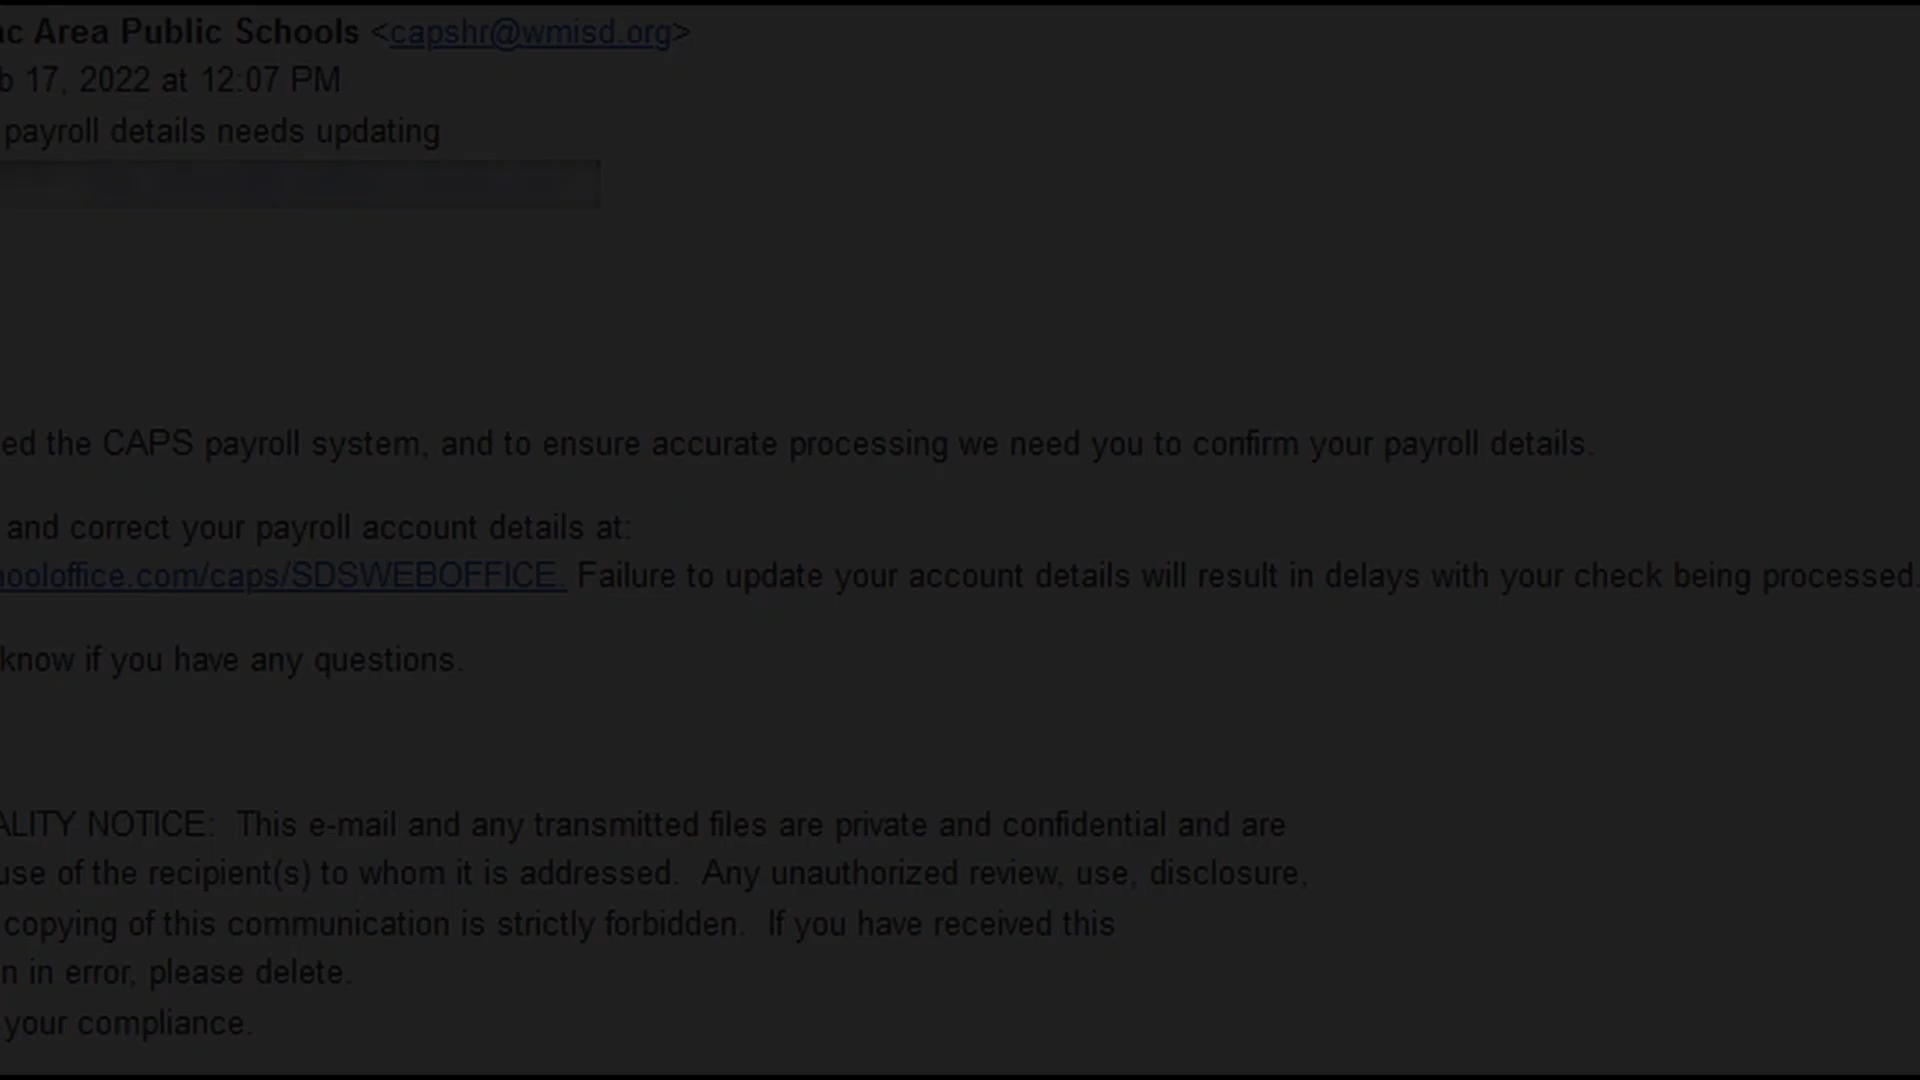 ac Area Public Schools <capshr@wmisd.org>
b 17, 2022 at 12:07 PM
payroll details needs updating
ed the CAPS payroll system, and to ensure accurate processing we need you to confirm your payroll details.
and correct your payroll account details at:
hooloffice.com/caps/SDSWEBOFFICE. Failure to update your account details will result in delays with your check being processed.
know if you have any questions.
ALITY NOTICE: This e-mail and any transmitted files are private and confidential and are
use of the recipient(s) to whom it is addressed. Any unauthorized review, use, disclosure,
copying of this communication is strictly forbidden. If you have received this
n in error, please delete.
your compliance.